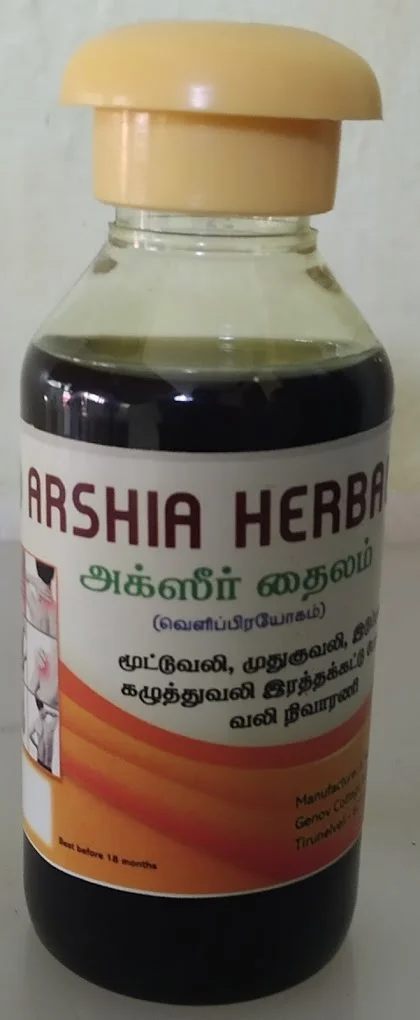 ARSHIA HERBA
அக்ஸீர் தைலம்
(வெளிப்பிரயோகம்)
மூட்டுவலி, முதுகுவலி,
கழுத்துவலி இரத்தக்கட்டு
வலி நிவாரணி
Manufacture
Genov
Tirunelveli -
Best before 18 months